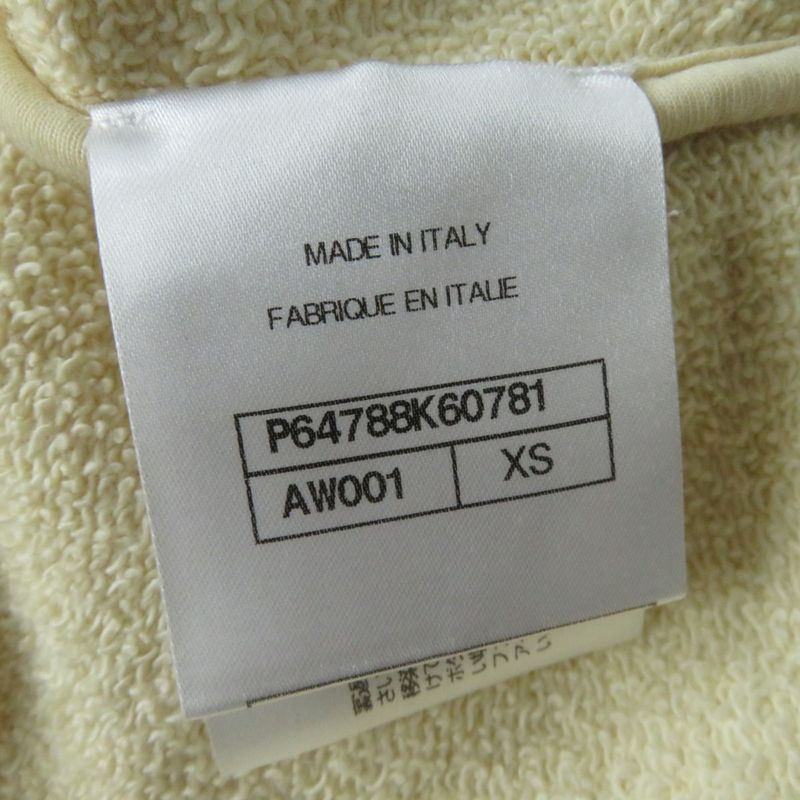 MADE IN ITALY
FABRIQUE EN ITALIE
P64788K60781
AW001 XS